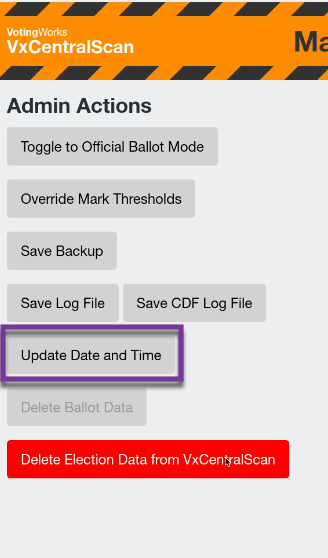 VotingWorks
VxCentralScan
Ma
Admin Actions
Toggle to Official Ballot Mode
Override Mark Thresholds
Save Backup
Save Log File Save CDF Log File
Update Date and Time
Delete Ballot Data
Delete Election Data from VxCentralScan